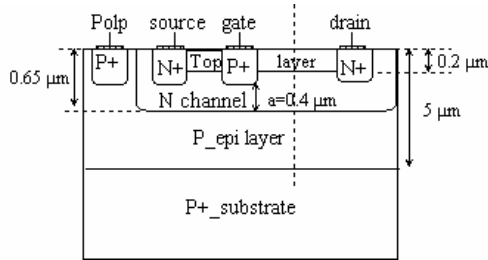 Polp source gate drain
P+ N+ Top P+ layer N+
0.65 µm 0.2 µm
N channel a=0.4 µm
5 µm
P_epi layer
P+_substrate